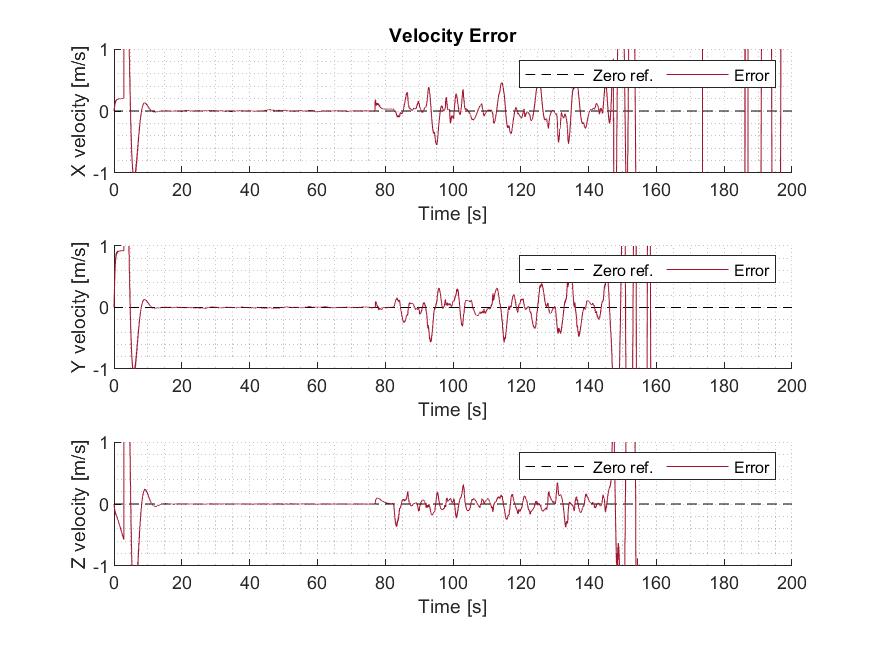 Velocity Error
X velocity [m/s]
1
0
-1
Zero ref. Error
0 20 40 60 80 100 120 140 160 180 200
Time [s]
Y velocity [m/s]
1
0
-1
Zero ref. Error
0 20 40 60 80 100 120 140 160 180 200
Time [s]
Z velocity [m/s]
1
0
-1
Zero ref. Error
0 20 40 60 80 100 120 140 160 180 200
Time [s]